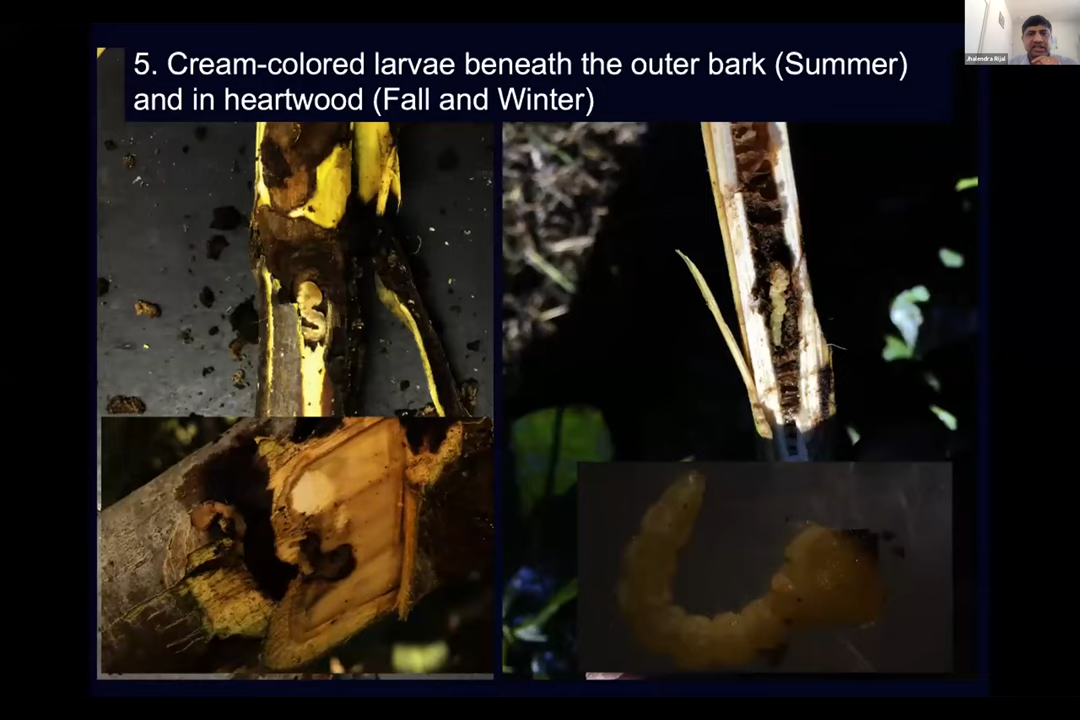 5. Cream-colored larvae beneath the outer bark (Summer)
and in heartwood (Fall and Winter)
Jhalendra Rijal